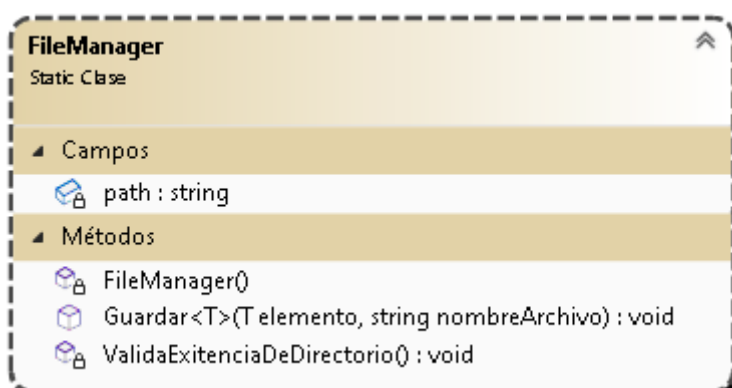 FileManager
Static Clase
Campos
path : string
Métodos
FileManager()
Guardar<T>(T elemento, string nombreArchivo) : void
ValidaExitenciaDeDirectorio() : void